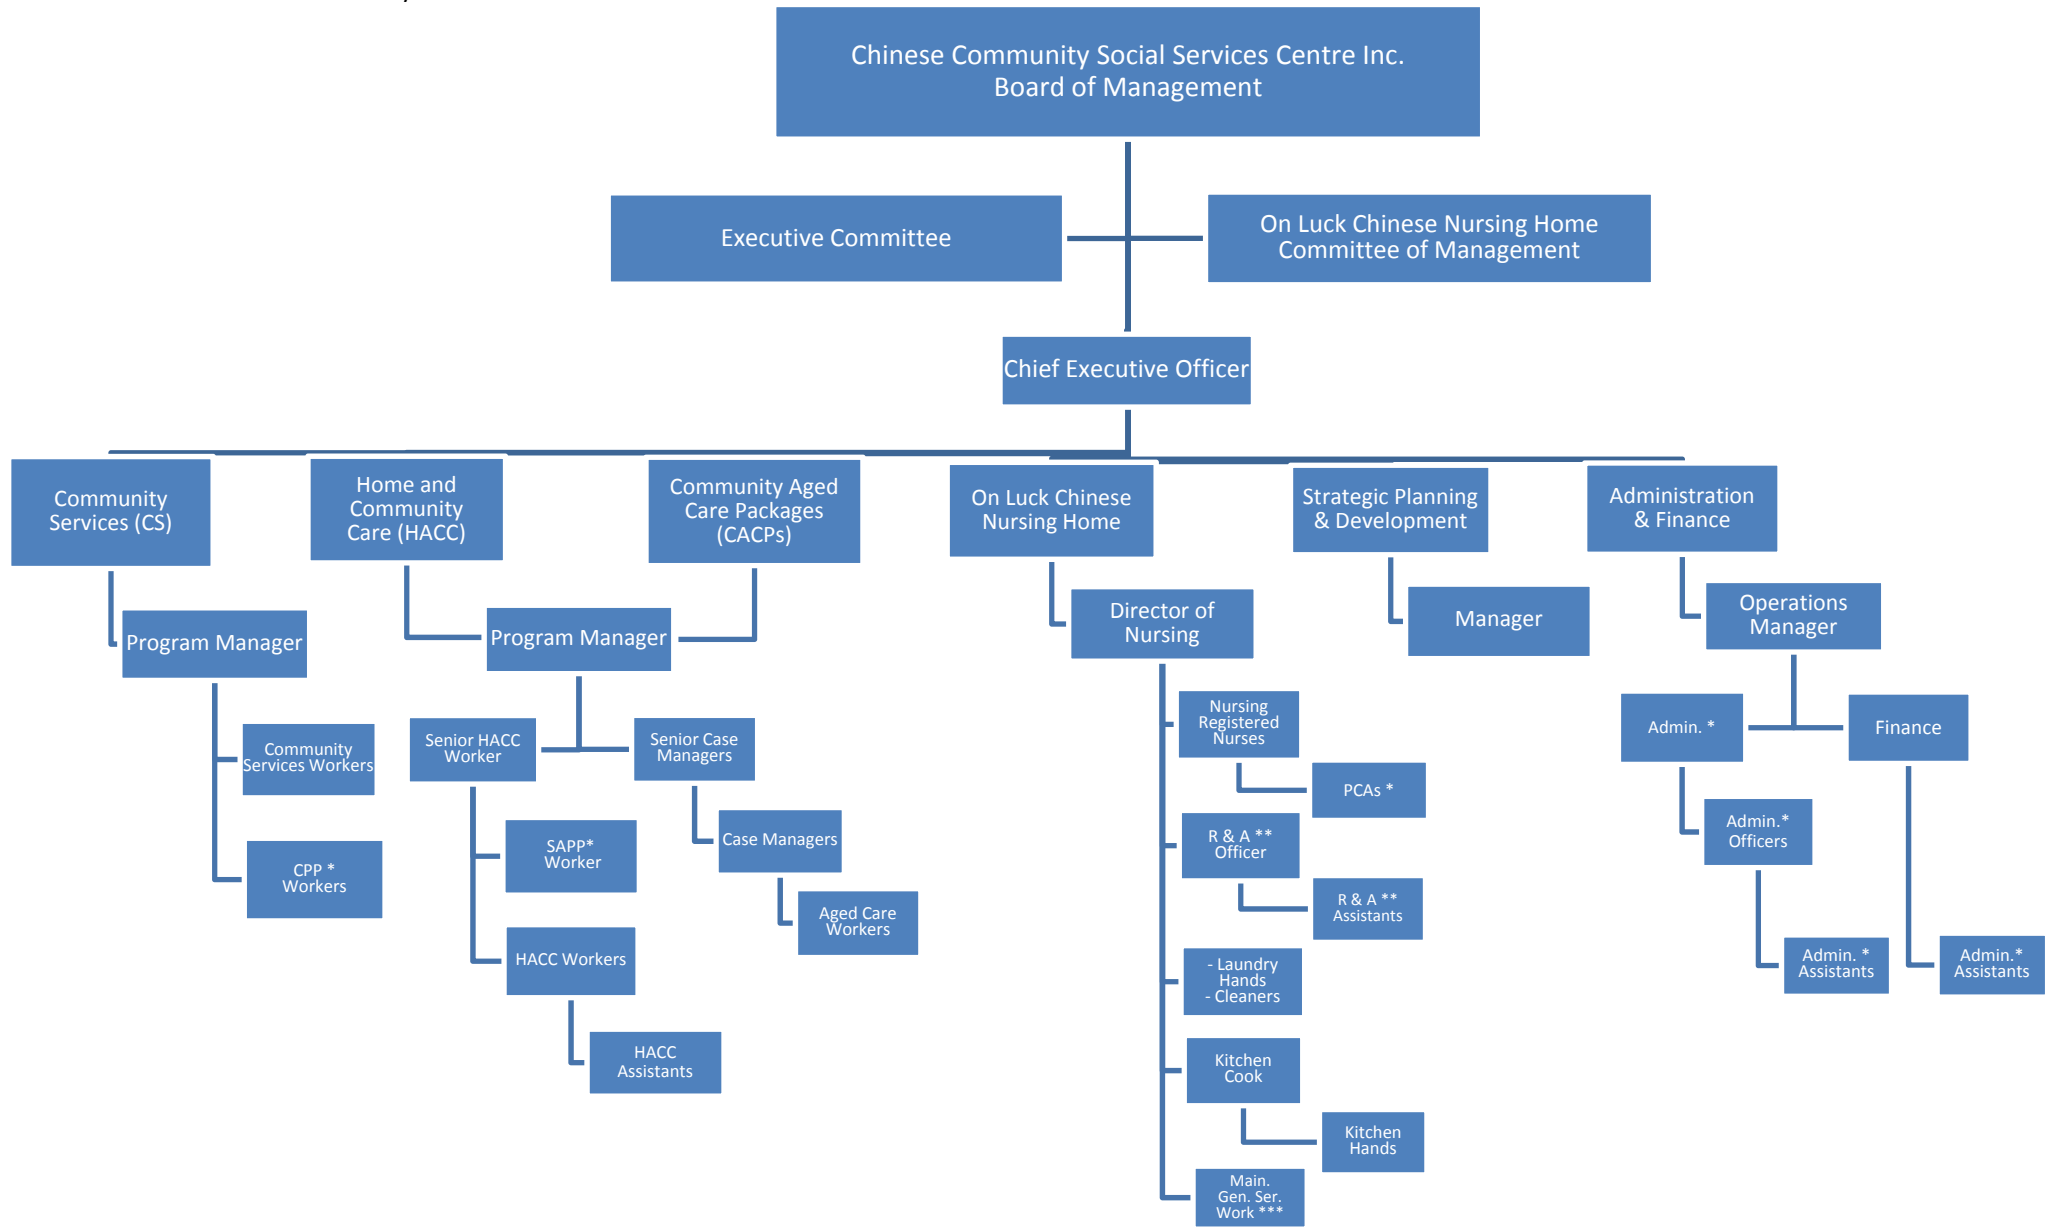 Chinese Community Social Services Centre Inc.
Board of Management
Executive Committee
On Luck Chinese Nursing Home
Committee of Management
Chief Executive Officer
Community
Services (CS)
Home and
Community
Care (HACC)
Community Aged
Care Packages
(CACPs)
On Luck Chinese
Nursing Home
Strategic Planning
& Development
Administration
& Finance
Program Manager
Program Manager
Director of
Nursing
Manager
Operations
Manager
Community
Services Workers
CPP *
Workers
Senior HACC
Worker
Senior Case
Managers
SAPP*
Worker
Case Managers
HACC Workers
Aged Care
Workers
HACC
Assistants
Nursing
Registered
Nurses
PCAs *
R & A **
Officer
R & A **
Assistants
- Laundry
Hands
- Cleaners
Kitchen
Cook
Kitchen
Hands
Main.
Gen. Ser.
Work ***
Admin. *
Finance
Admin.*
Officers
Admin. *
Assistants
Admin.*
Assistants